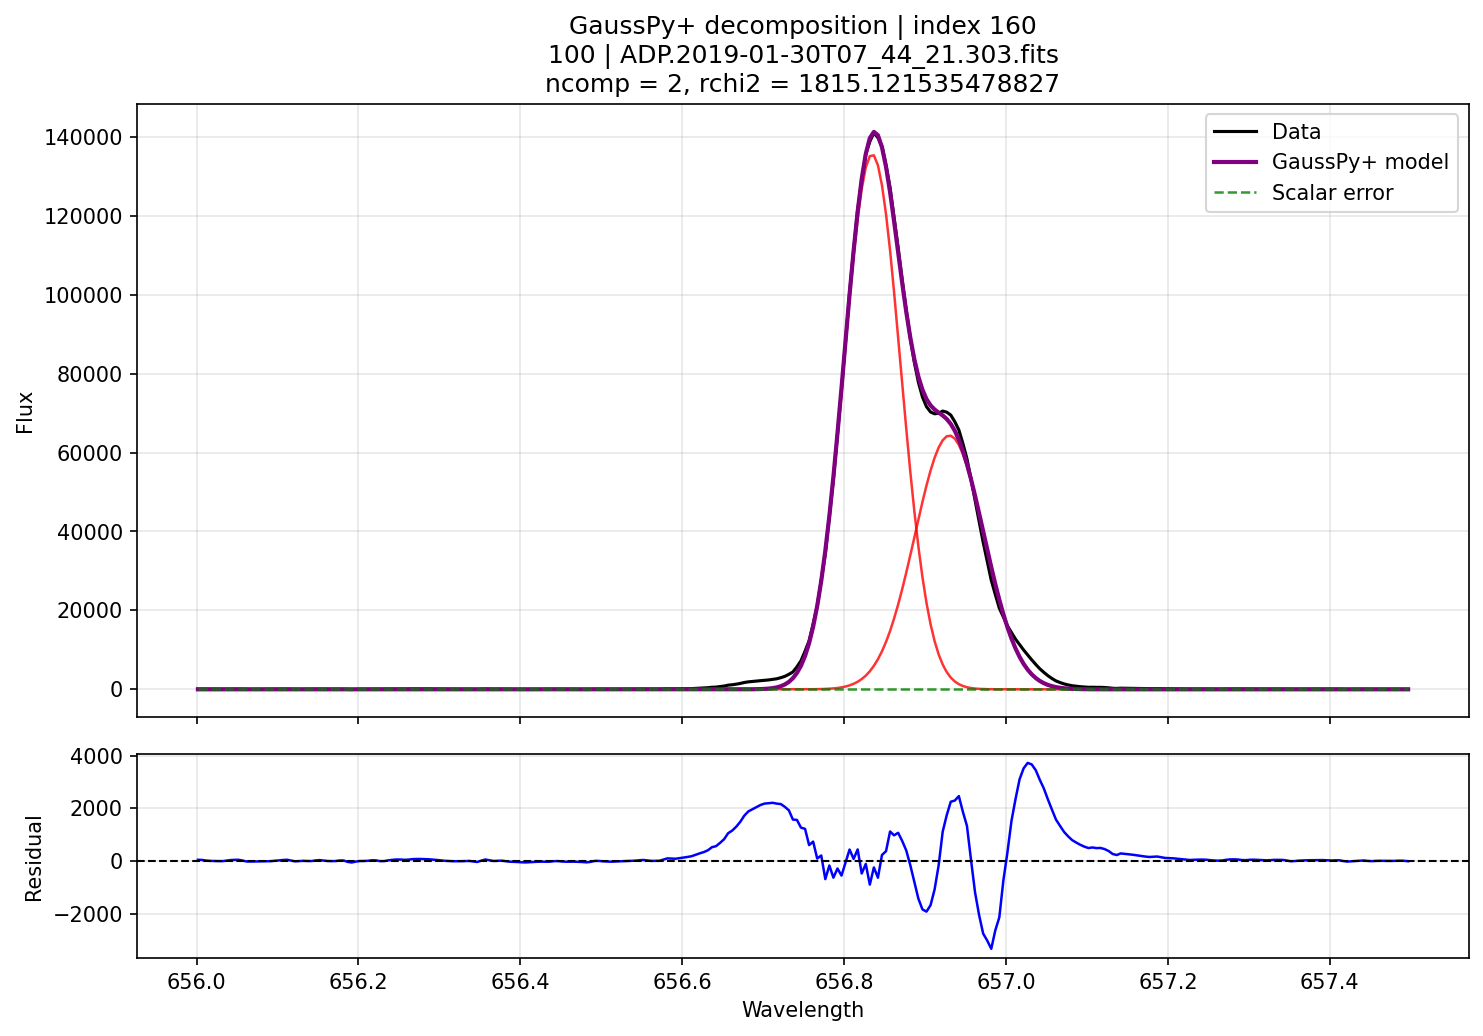 GaussPy+ decomposition | index 160
100 | ADP.2019-01-30T07_44_21.303.fits
ncomp = 2, rchi2 = 1815.121535478827
Data
GaussPy+ model
Scalar error
140000
120000
100000
80000
60000
40000
20000
0
Flux
4000
2000
0
−2000
Residual
656.0 656.2 656.4 656.6 656.8 657.0 657.2 657.4
Wavelength